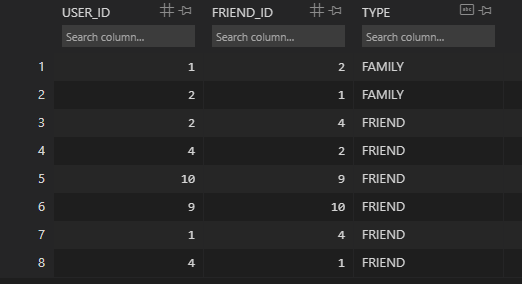 USER_ID FRIEND_ID TYPE abc
Search column... Search column... Search column...
1 1 2 FAMILY
2 2 1 FAMILY
3 2 4 FRIEND
4 4 2 FRIEND
5 10 9 FRIEND
6 9 10 FRIEND
7 1 4 FRIEND
8 4 1 FRIEND